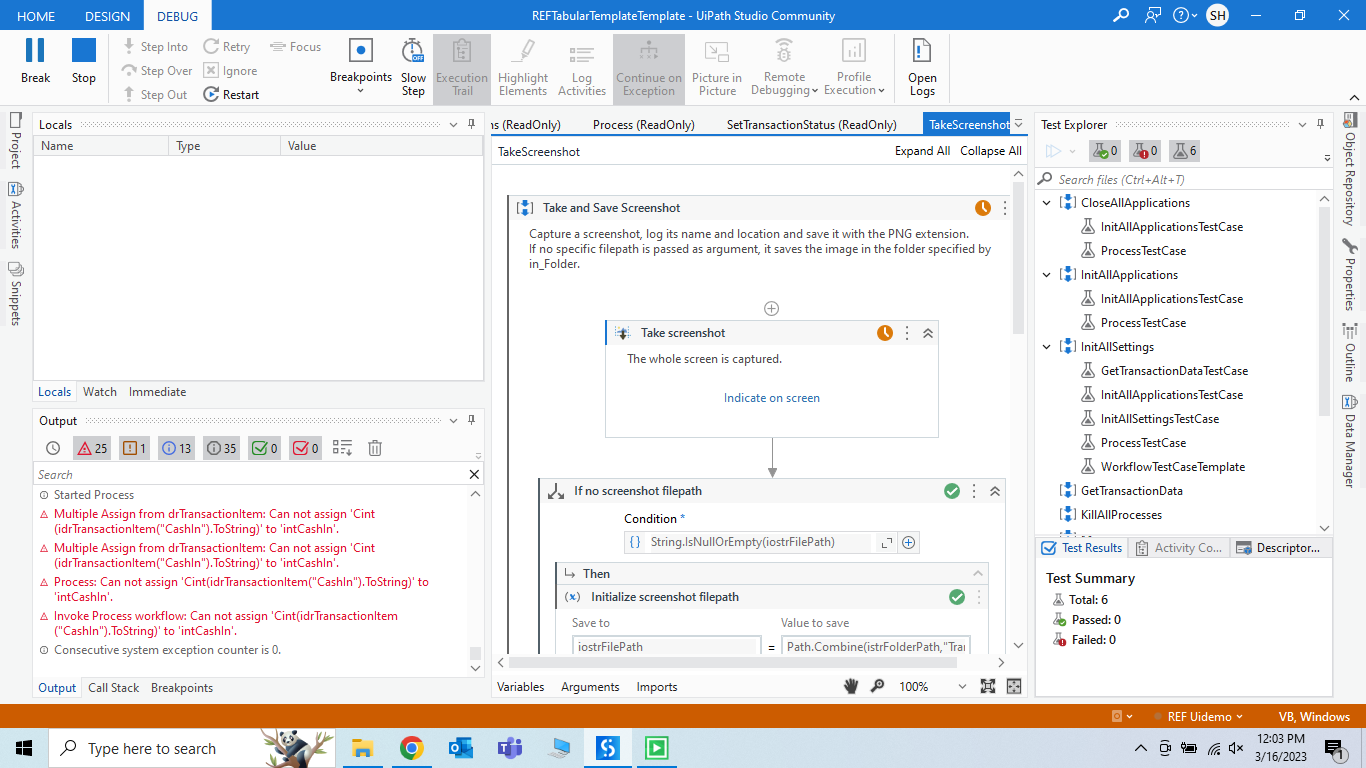 HOME DESIGN DEBUG REFTabularTemplateTemplate - UiPath Studio Community SH
Break
Stop
Step Into
Step Over
Step Out
Retry
Ignore
Restart
Focus
Breakpoints
Slow Step
Execution Trail
Highlight Elements
Log Activities
Continue on Exception
Picture in Picture
Remote Debugging
Profile Execution
Open Logs
Project
Activities
Snippets
Locals
Name Type Value
Locals Watch Immediate
Output
25 1 13 35 0 0
Search
Started Process
Multiple Assign from drTransactionItem: Can not assign 'Cint
(idrTransactionItem("CashIn").ToString)' to 'intCashIn'.
Multiple Assign from drTransactionItem: Can not assign 'Cint
(idrTransactionItem("CashIn").ToString)' to 'intCashIn'.
Process: Can not assign 'Cint(idrTransactionItem("CashIn").ToString)' to
'intCashIn'.
Invoke Process workflow: Can not assign 'Cint(idrTransactionItem
("CashIn").ToString)' to 'intCashIn'.
Consecutive system exception counter is 0.
Output Call Stack Breakpoints
ns (ReadOnly) Process (ReadOnly) SetTransactionStatus (ReadOnly) TakeScreenshot
TakeScreenshot Expand All Collapse All
Take and Save Screenshot
Capture a screenshot, log its name and location and save it with the PNG extension.
If no specific filepath is passed as argument, it saves the image in the folder specified by
in_Folder.
Take screenshot
The whole screen is captured.
Indicate on screen
If no screenshot filepath
Condition *
{ } String.IsNullOrEmpty(iostrFilePath)
Then
(x) Initialize screenshot filepath
Save to Value to save
iostrFilePath = Path.Combine(istrFolderPath,"Trar
Variables Arguments Imports 100%
Test Explorer
0 0 6
Search files (Ctrl+Alt+T)
CloseAllApplications
InitAllApplicationsTestCase
ProcessTestCase
InitAllApplications
InitAllApplicationsTestCase
ProcessTestCase
InitAllSettings
GetTransactionDataTestCase
InitAllApplicationsTestCase
InitAllSettingsTestCase
ProcessTestCase
WorkflowTestCaseTemplate
GetTransactionData
KillAllProcesses
Test Results Activity Co... Descriptor...
Test Summary
Total: 6
Passed: 0
Failed: 0
Object Repository
Properties
Outline
Data Manager
REF Uidemo VB, Windows
Type here to search
12:03 PM
3/16/2023
1